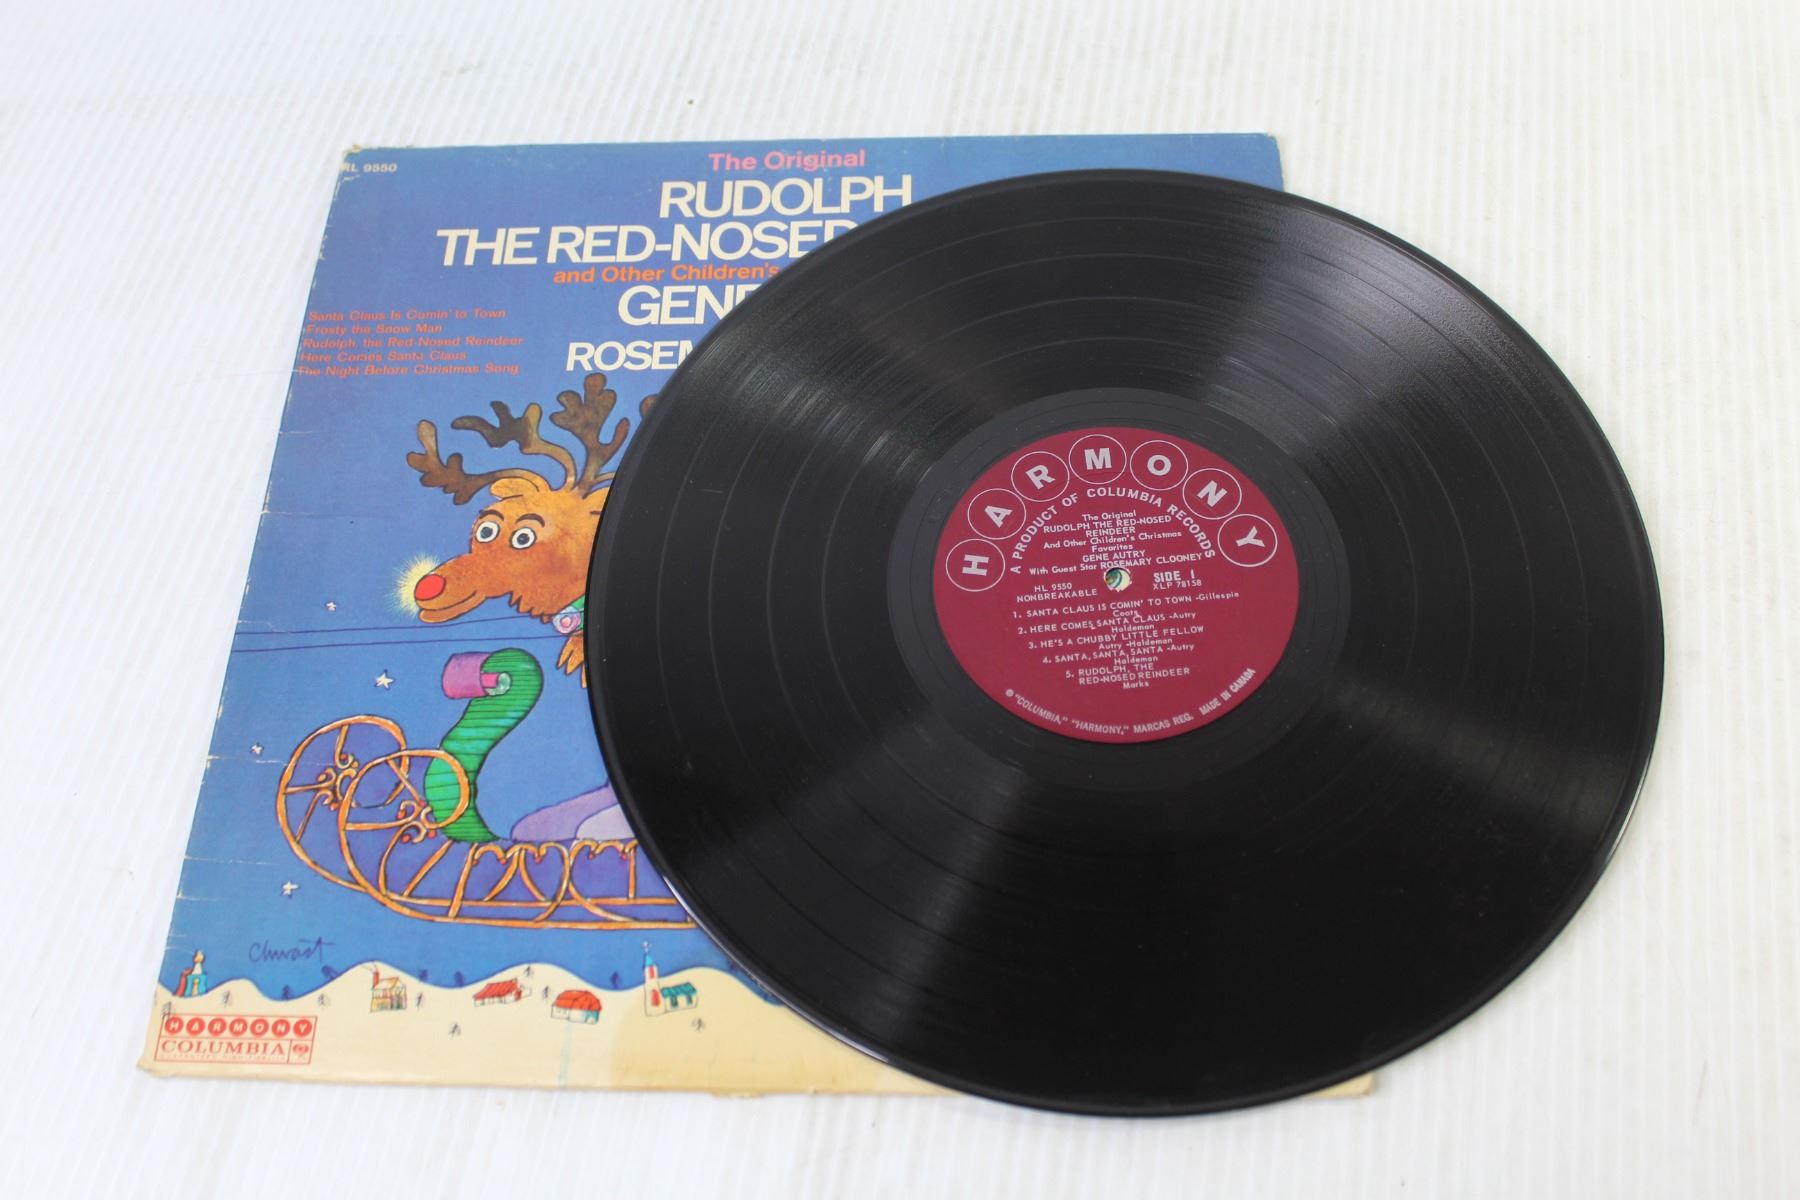 HL 9550
The Original
RUDOLPH
THE RED-NOSED
and Other Children's
GENE
ROSEM
Santa Claus Is Comin' to Town
Frosty the Snow Man
Rudolph, the Red-Nosed Reindeer
Here Comes Santa Claus
The Night Before Christmas Song
Chwast
HARMONY
COLUMBIA
HARMONY
A PRODUCT OF COLUMBIA RECORDS
The Original
RUDOLPH THE RED-NOSED
REINDEER
And Other Children's Christmas
Favorites
GENE AUTRY
With Guest Star ROSEMARY CLOONEY
HL 9550
NONBREAKABLE
SIDE 1
XLP 78158
1. SANTA CLAUS IS COMIN' TO TOWN -Gillespie
Coots
2. HERE COMES SANTA CLAUS -Autry
Haldeman
3. HE'S A CHUBBY LITTLE FELLOW
Autry -Haldeman
4. SANTA, SANTA, SANTA -Autry
Haldeman
5. RUDOLPH, THE
RED-NOSED REINDEER
Marks
® "COLUMBIA," "HARMONY," MARCAS REG. MADE IN CANADA